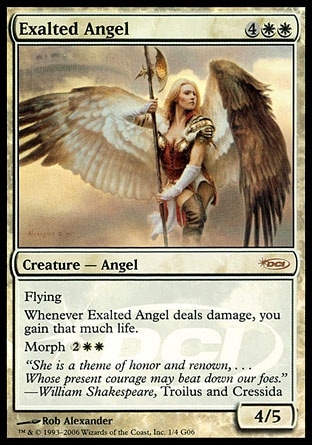 Exalted Angel 4
Creature — Angel DCI
Flying
Whenever Exalted Angel deals damage, you
gain that much life.
Morph 2
DCI
"She is a theme of honor and renown, . . .
Whose present courage may beat down our foes."
—William Shakespeare, Troilus and Cressida
Rob Alexander
4/5
™ & © 1993–2006 Wizards of the Coast, Inc. 1/4 G06